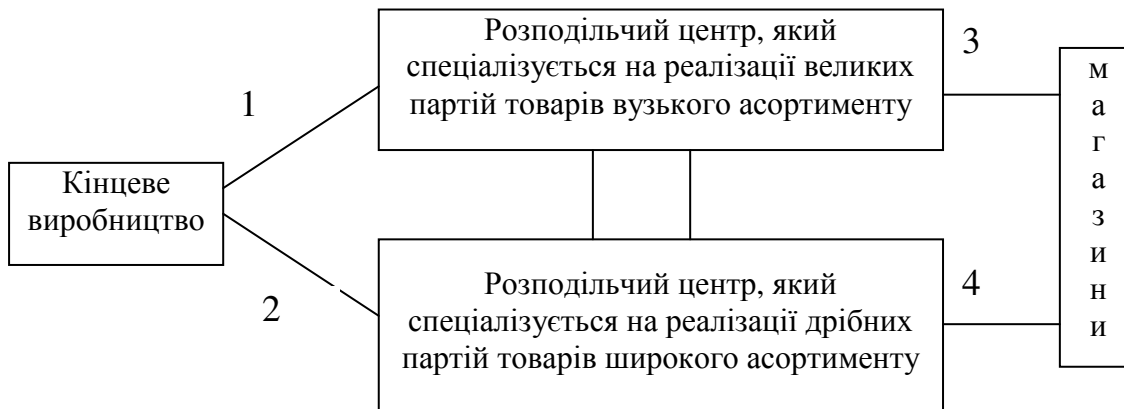 Розподільчий центр, який
спеціалізується на реалізації великих
партій товарів вузького асортименту
3
1
Кінцеве
виробництво
2
Розподільчий центр, який
спеціалізується на реалізації дрібних
партій товарів широкого асортименту
4
м
а
г
а
з
и
н
и